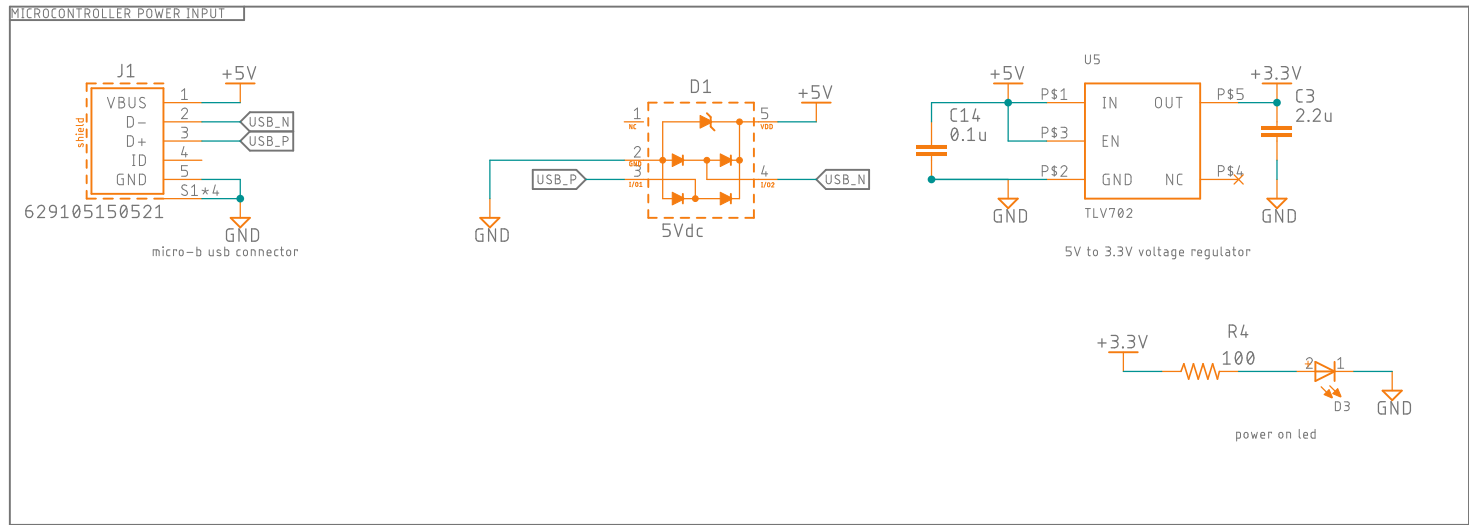 MICROCONTROLLER POWER INPUT
J1
+5V
shield
VBUS 1
D- 2 USB_N
D+ 3 USB_P
ID 4
GND 5
S1*4
629105150521
GND
micro-b usb connector
D1
+5V
1
NC
5
VDD
2
GND
3
I/O1
4
I/O2
USB_P
USB_N
GND
5Vdc
U5
+5V
+3.3V
P$1 IN OUT P$5
C14
0.1u
C3
2.2u
P$3 EN
P$2 GND NC P$4
TLV702
GND
GND
5V to 3.3V voltage regulator
+3.3V
R4
100
2
1
D3
GND
power on led